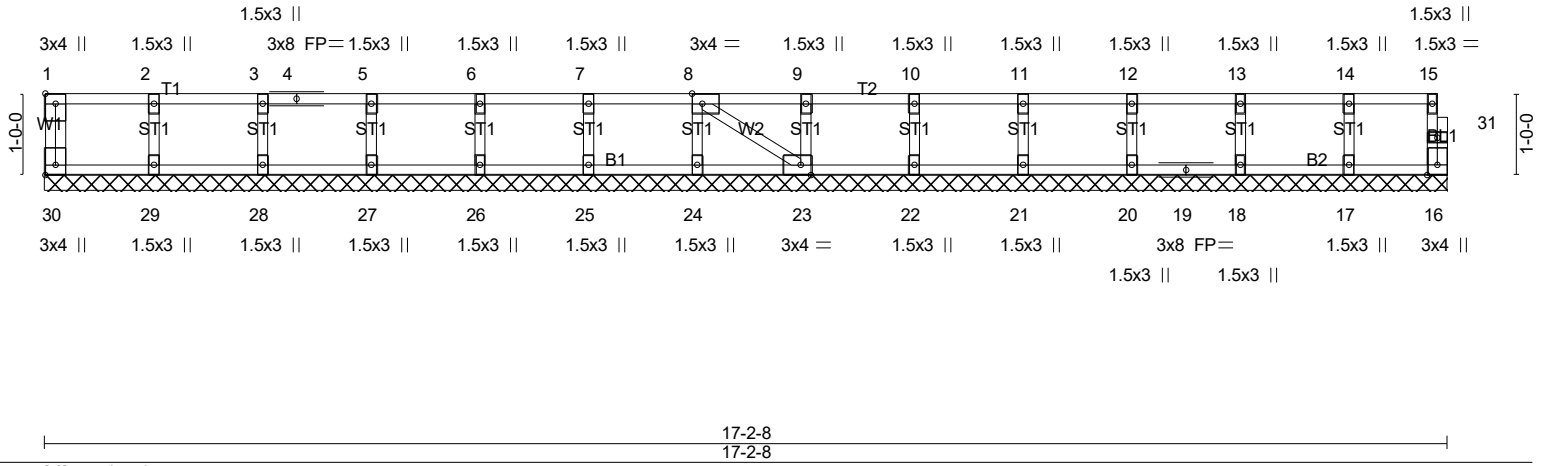 1.5x3 || 1.5x3 ||
3x4 || 1.5x3 || 3x8 FP= 1.5x3 || 1.5x3 || 1.5x3 || 3x4 = 1.5x3 || 1.5x3 || 1.5x3 || 1.5x3 || 1.5x3 || 1.5x3 || 1.5x3 =
1 2 3 4 5 6 7 8 9 10 11 12 13 14 15
T1 T2
1-0-0 W1 ST1 ST1 ST1 ST1 ST1 ST1 W2 ST1 ST1 ST1 ST1 ST1 ST1 31 1-0-0
B1 B2
30 29 28 27 26 25 24 23 22 21 20 19 18 17 16
3x4 || 1.5x3 || 1.5x3 || 1.5x3 || 1.5x3 || 1.5x3 || 1.5x3 || 3x4 = 1.5x3 || 1.5x3 || 3x8 FP= 1.5x3 || 3x4 ||
1.5x3 || 1.5x3 ||
17-2-8
17-2-8